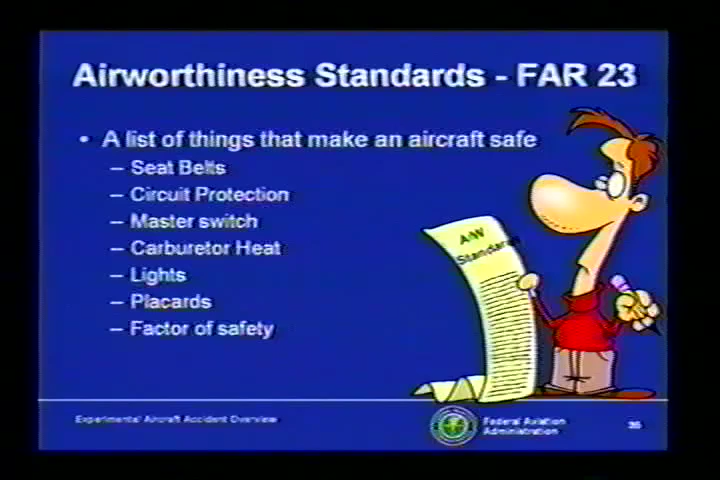 Airworthiness Standards - FAR 23
• A list of things that make an aircraft safe
– Seat Belts
– Circuit Protection
– Master switch
– Carburetor Heat
– Lights
– Placards
– Factor of safety
A/W
Standards
Experimental Aircraft Accident Overview
Federal Aviation
Administration